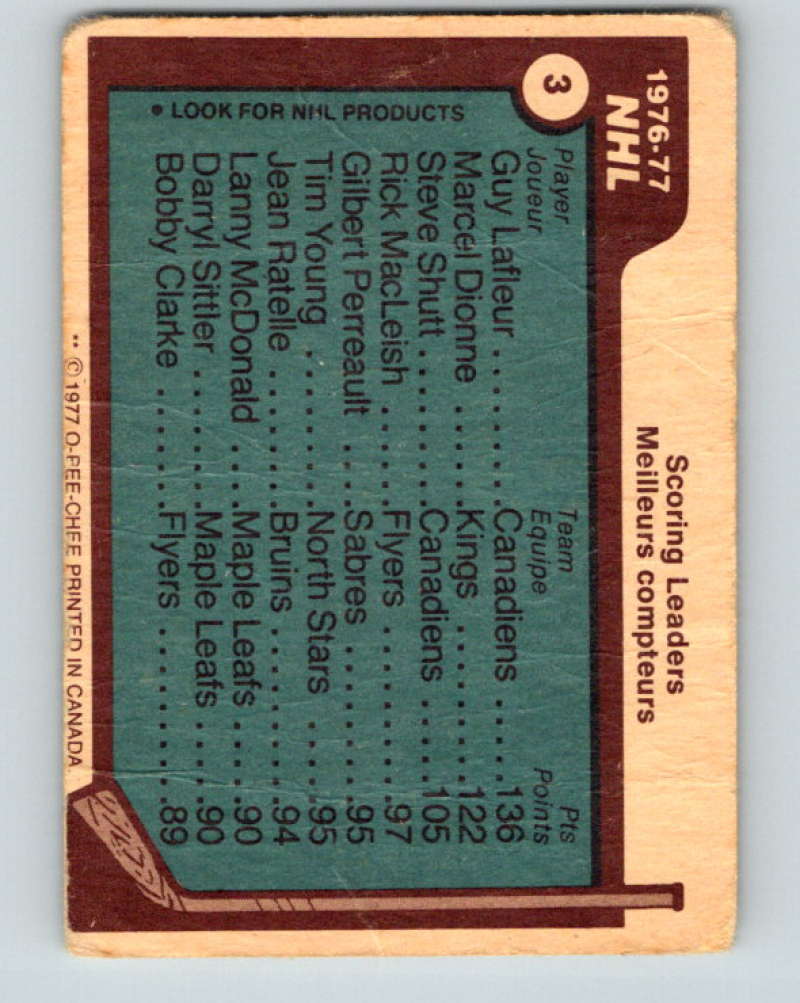 3
1976-77
NHL
Scoring Leaders
Meilleurs compteurs
Player Team Pts
Joueur Equipe Points
Guy Lafleur . . . . . . . . Canadiens . . . . 136
Marcel Dionne . . . . . Kings . . . . . . . . 122
Steve Shutt . . . . . . . . Canadiens . . . . 105
Rick MacLeish . . . . . Flyers . . . . . . . . 97
Gilbert Perreault . . . Sabres . . . . . . . 95
Tim Young . . . . . . . . North Stars . . . 95
Jean Ratelle . . . . . . . Bruins . . . . . . . . 94
Lanny McDonald . . . Maple Leafs . . . . 90
Darryl Sittler . . . . . . . Maple Leafs . . . . 90
Bobby Clarke . . . . . . Flyers . . . . . . . . 89
• LOOK FOR NHL PRODUCTS
** © 1977 O-PEE-CHEE PRINTED IN CANADA